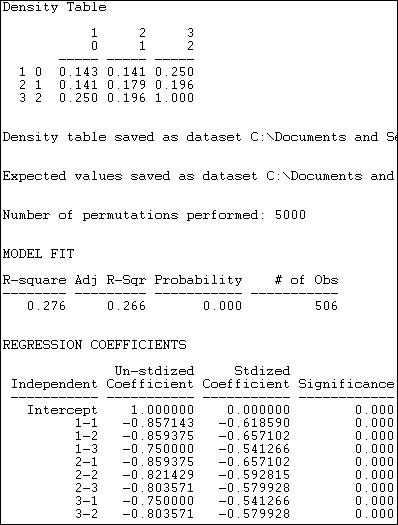 Density Table
1 2 3
0 1 2
----- ----- -----
1 0 0.143 0.141 0.250
2 1 0.141 0.179 0.196
3 2 0.250 0.196 1.000
Density table saved as dataset C:\Documents and Se
Expected values saved as dataset C:\Documents and
Number of permutations performed: 5000
MODEL FIT
R-square Adj R-Sqr Probability # of Obs
-------- --------- ----------- -----------
0.276 0.266 0.000 506
REGRESSION COEFFICIENTS
Un-stdized Stdized
Independent Coefficient Coefficient Significance
----------- ----------- ----------- ------------
Intercept 1.000000 0.000000 0.000
1-1 -0.857143 -0.618590 0.000
1-2 -0.859375 -0.657102 0.000
1-3 -0.750000 -0.541266 0.000
2-1 -0.859375 -0.657102 0.000
2-2 -0.821429 -0.592815 0.000
2-3 -0.803571 -0.579928 0.000
3-1 -0.750000 -0.541266 0.000
3-2 -0.803571 -0.579928 0.000